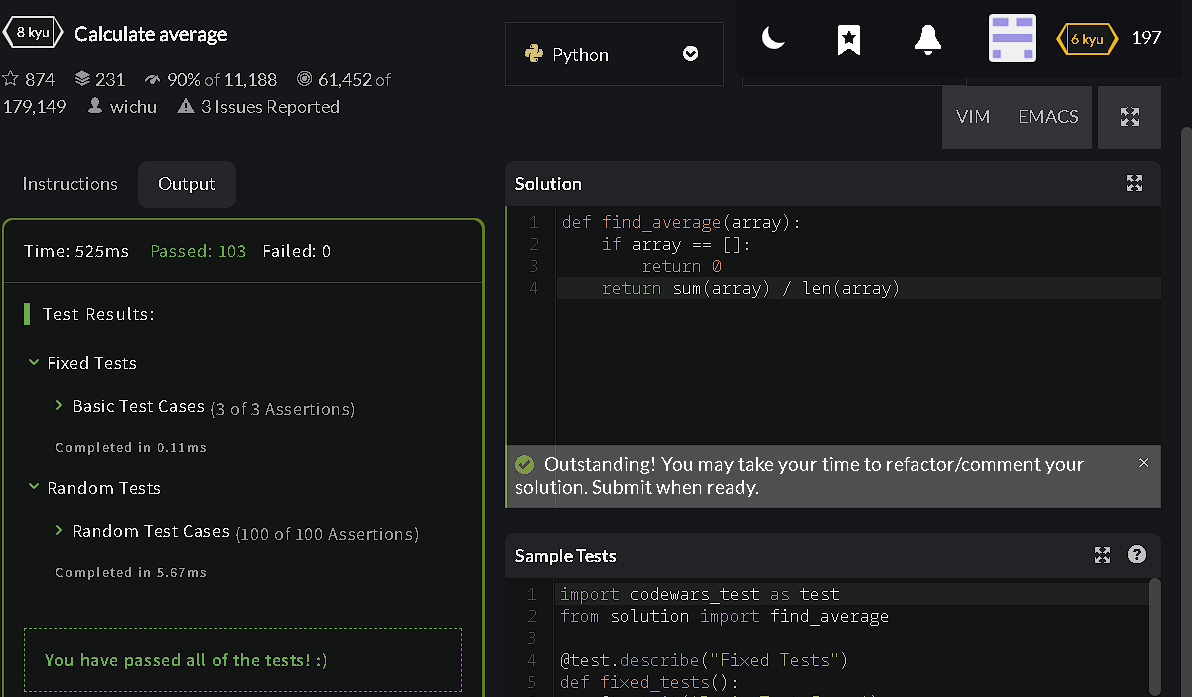 8 kyu Calculate average
874 231 90% of 11,188 61,452 of
179,149 wichu 3 Issues Reported
Python
6 kyu 197
VIM EMACS
Instructions Output
Time: 525ms Passed: 103 Failed: 0
Test Results:
Fixed Tests
Basic Test Cases (3 of 3 Assertions)
Completed in 0.11ms
Random Tests
Random Test Cases (100 of 100 Assertions)
Completed in 5.67ms
You have passed all of the tests! :)
Solution
1 def find_average(array):
2     if array == []:
3         return 0
4     return sum(array) / len(array)
Outstanding! You may take your time to refactor/comment your
solution. Submit when ready.
Sample Tests
1 import codewars_test as test
2 from solution import find_average
3
4 @test.describe("Fixed Tests")
5 def fixed_tests():